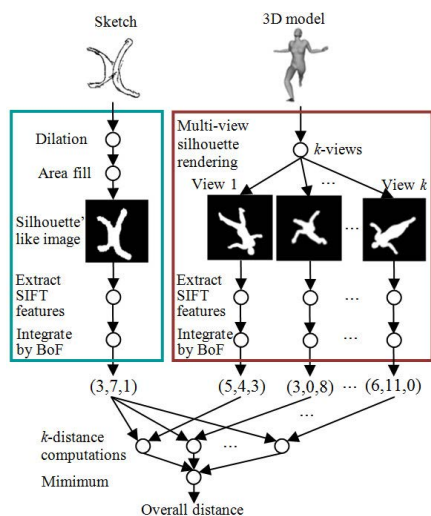 Sketch
3D model
Dilation
Area fill
Silhouette'
like image
Extract
SIFT
features
Integrate
by BoF
Multi-view
silhouette
rendering
k-views
View 1
...
View k
...
Extract
SIFT
features
...
Integrate
by BoF
...
(3,7,1)
(5,4,3)
(3,0,8)
...
(6,11,0)
...
k-distance
computations
...
Mimimum
Overall distance